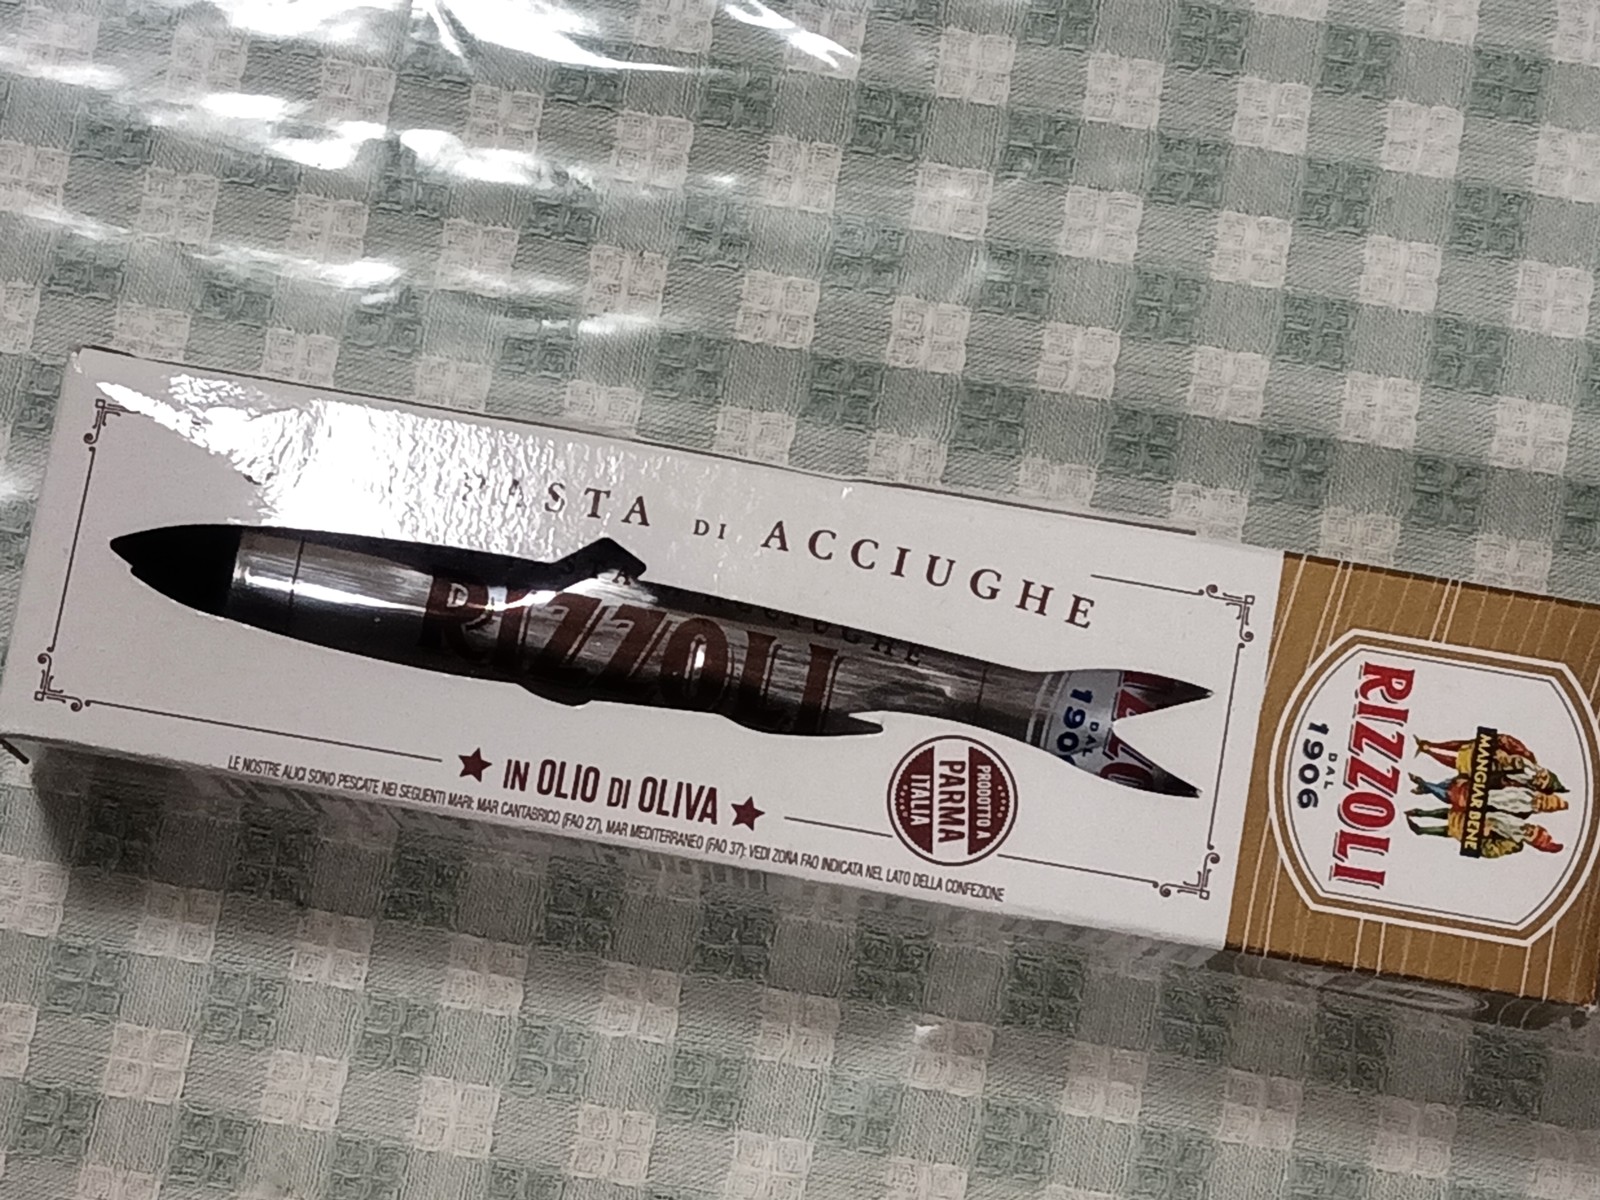 PASTA DI ACCIUGHE
RIZZOLI
DAL
1906
IN OLIO DI OLIVA
LE NOSTRE ALICI SONO PESCATE NEI SEGUENTI MARI: MAR CANTABRICO (FAO 27), MAR MEDITERRANEO (FAO 37): VEDI ZONA FAO INDICATA NEL LATO DELLA CONFEZIONE
PRODOTTO A
PARMA
ITALIA
MANGIAR BENE
RIZZOLI
DAL
1906